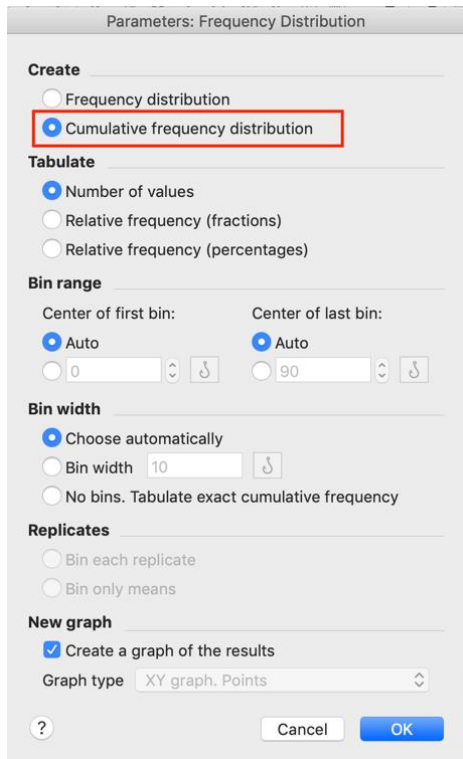 Parameters: Frequency Distribution
Create
Frequency distribution
Cumulative frequency distribution
Tabulate
Number of values
Relative frequency (fractions)
Relative frequency (percentages)
Bin range
Center of first bin: Center of last bin:
Auto Auto
0 90
Bin width
Choose automatically
Bin width 10
No bins. Tabulate exact cumulative frequency
Replicates
Bin each replicate
Bin only means
New graph
Create a graph of the results
Graph type XY graph. Points
? Cancel OK